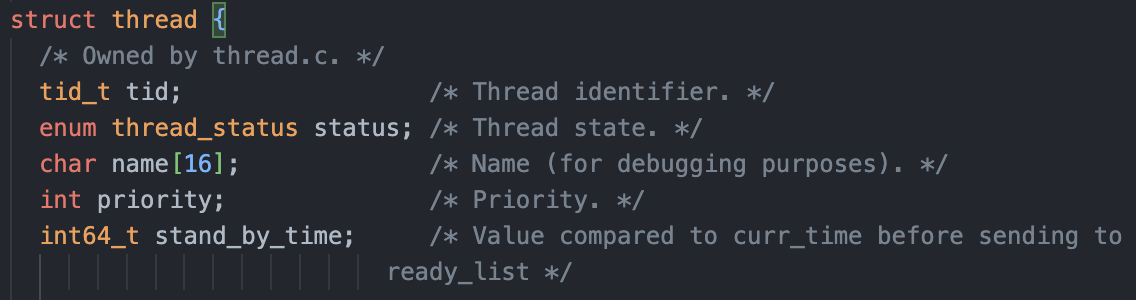 struct thread {
/* Owned by thread.c. */
tid_t tid; /* Thread identifier. */
enum thread_status status; /* Thread state. */
char name[16]; /* Name (for debugging purposes). */
int priority; /* Priority. */
int64_t stand_by_time; /* Value compared to curr_time before sending to
ready_list */